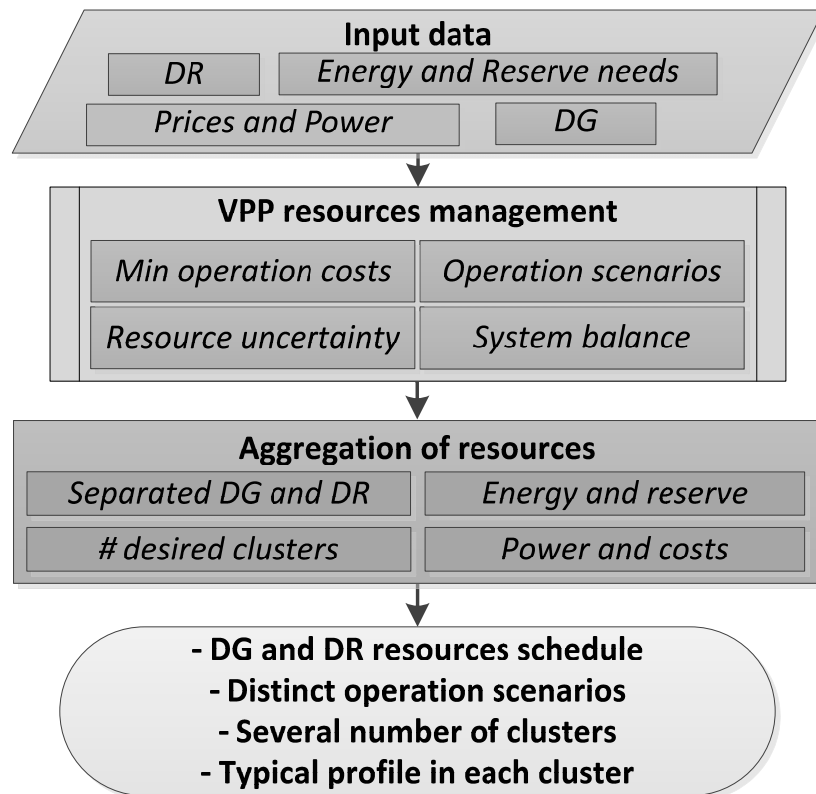 Input data
DR
Energy and Reserve needs
Prices and Power
DG
VPP resources management
Min operation costs
Operation scenarios
Resource uncertainty
System balance
Aggregation of resources
Separated DG and DR
Energy and reserve
# desired clusters
Power and costs
- DG and DR resources schedule
- Distinct operation scenarios
- Several number of clusters
- Typical profile in each cluster